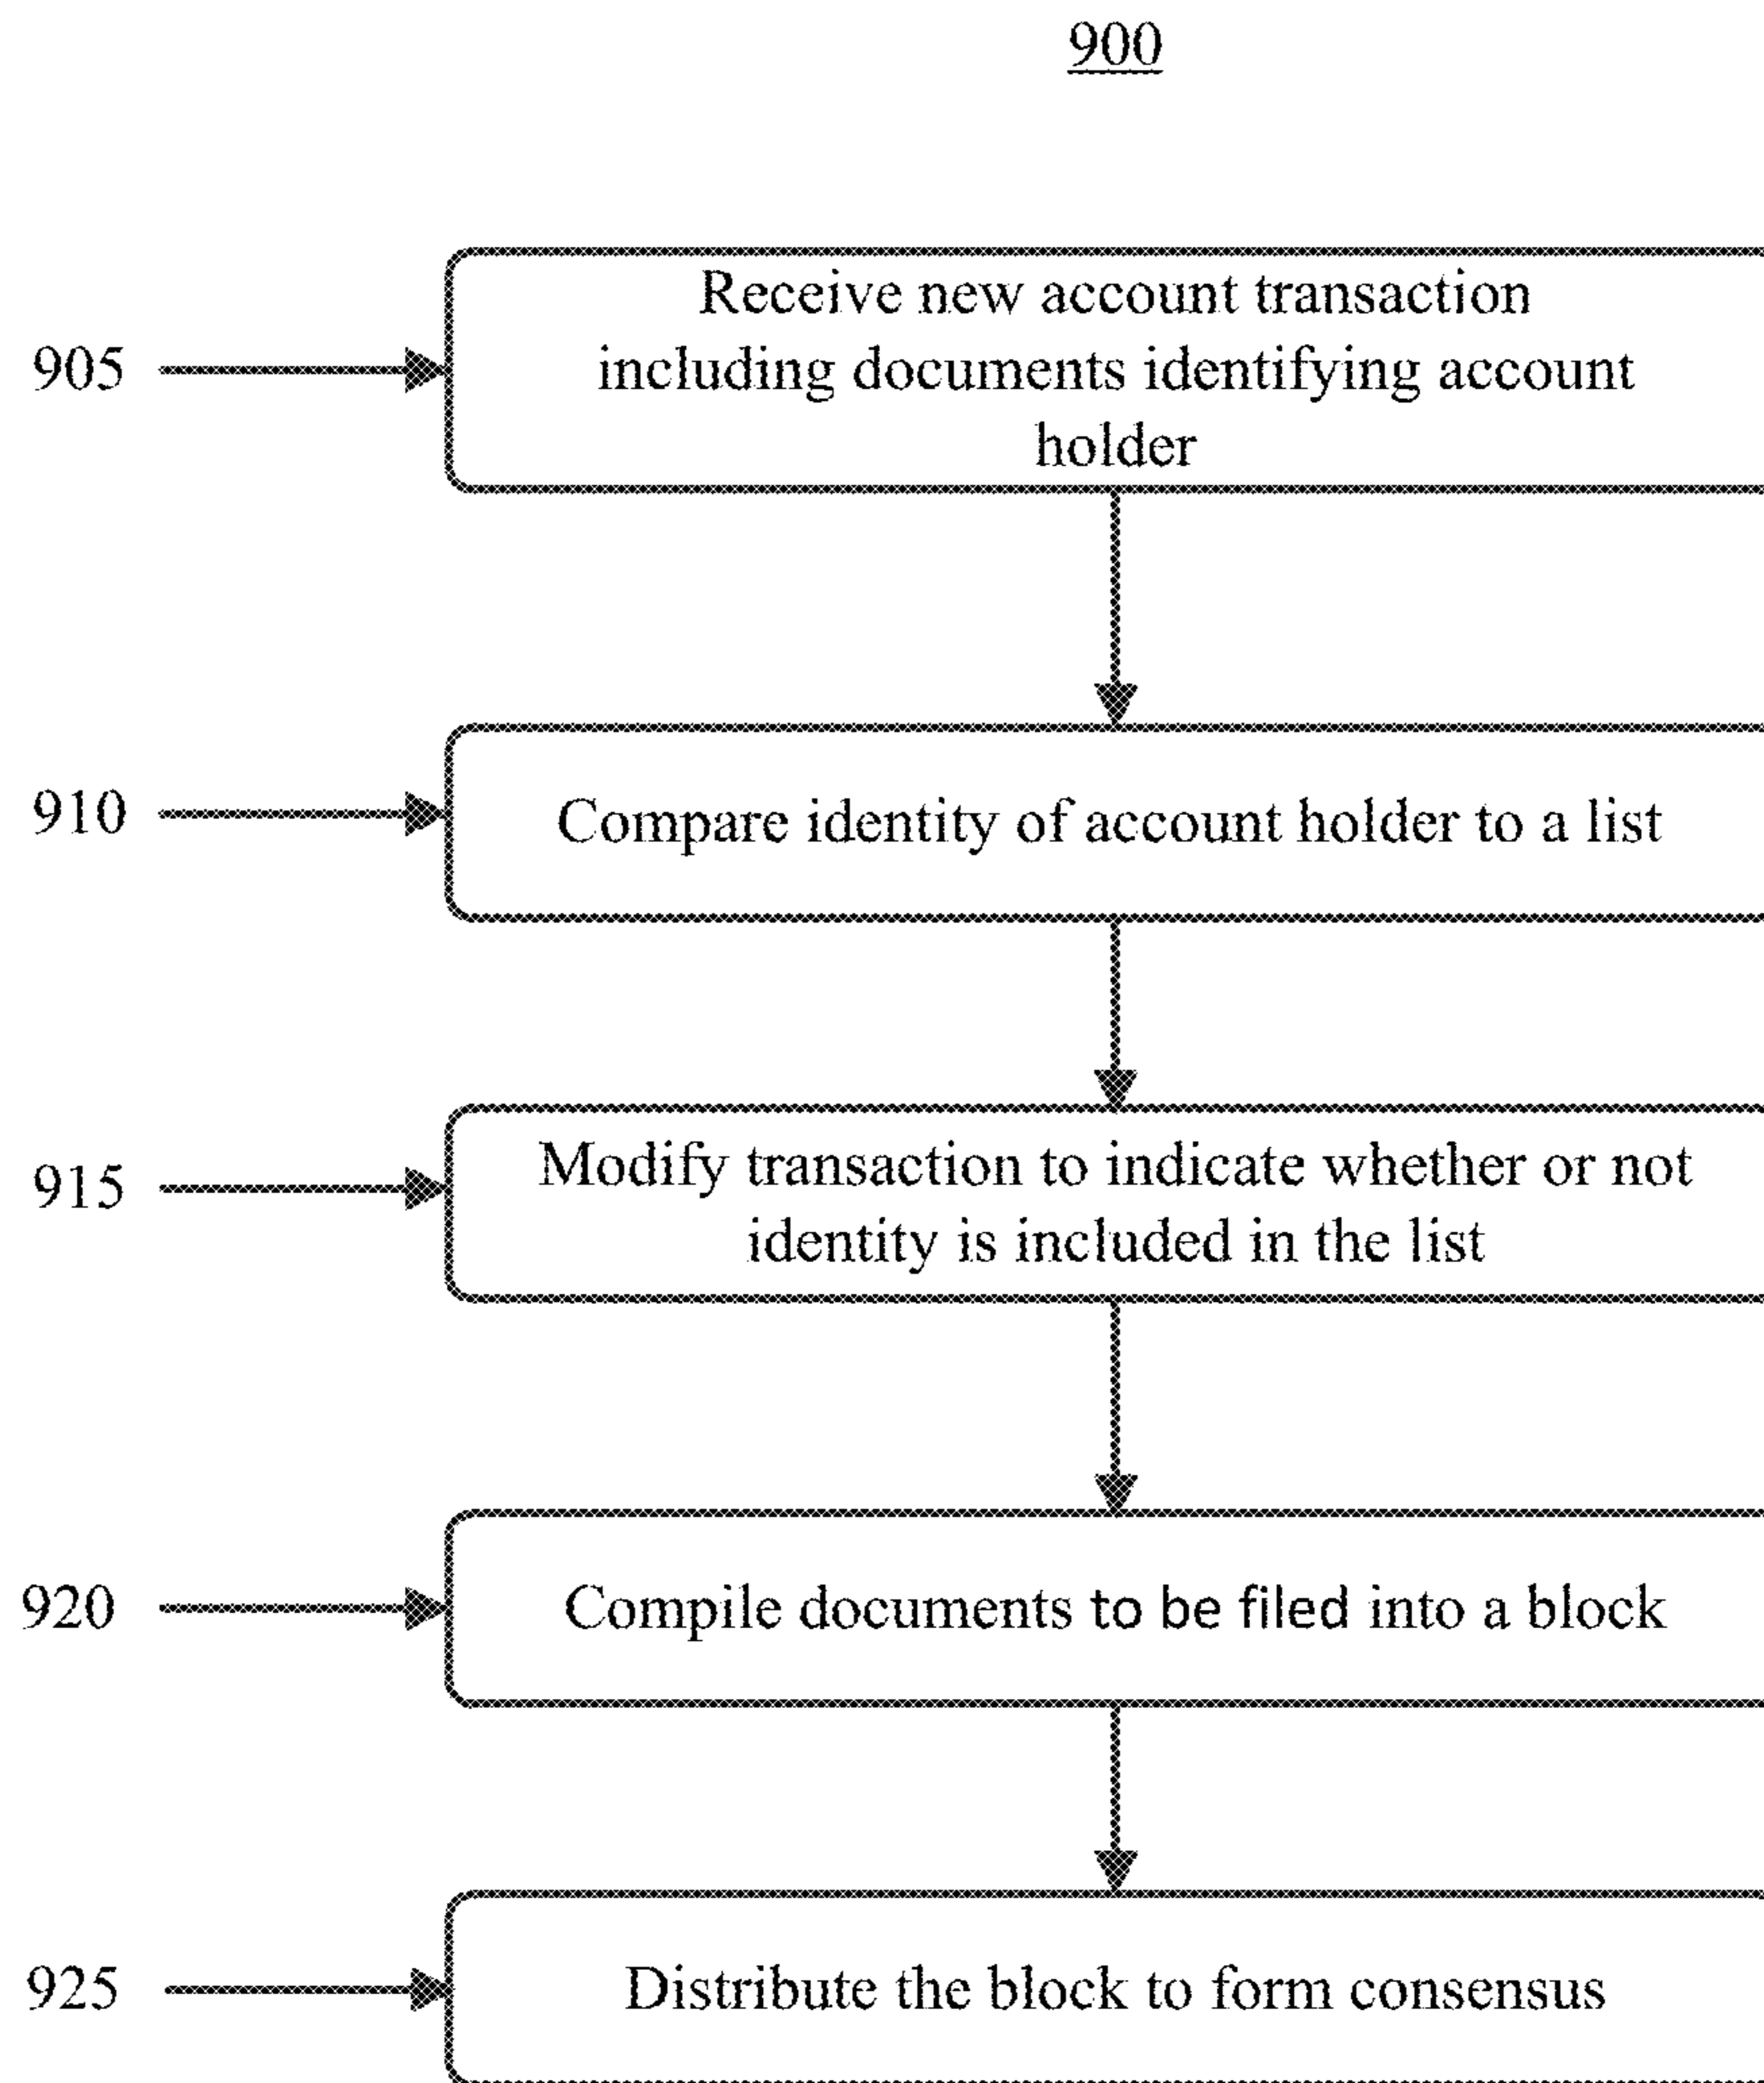 900
905
Receive new account transaction
including documents identifying account
holder
910
Compare identity of account holder to a list
915
Modify transaction to indicate whether or not
identity is included in the list
920
Compile documents to be filed into a block
925
Distribute the block to form consensus